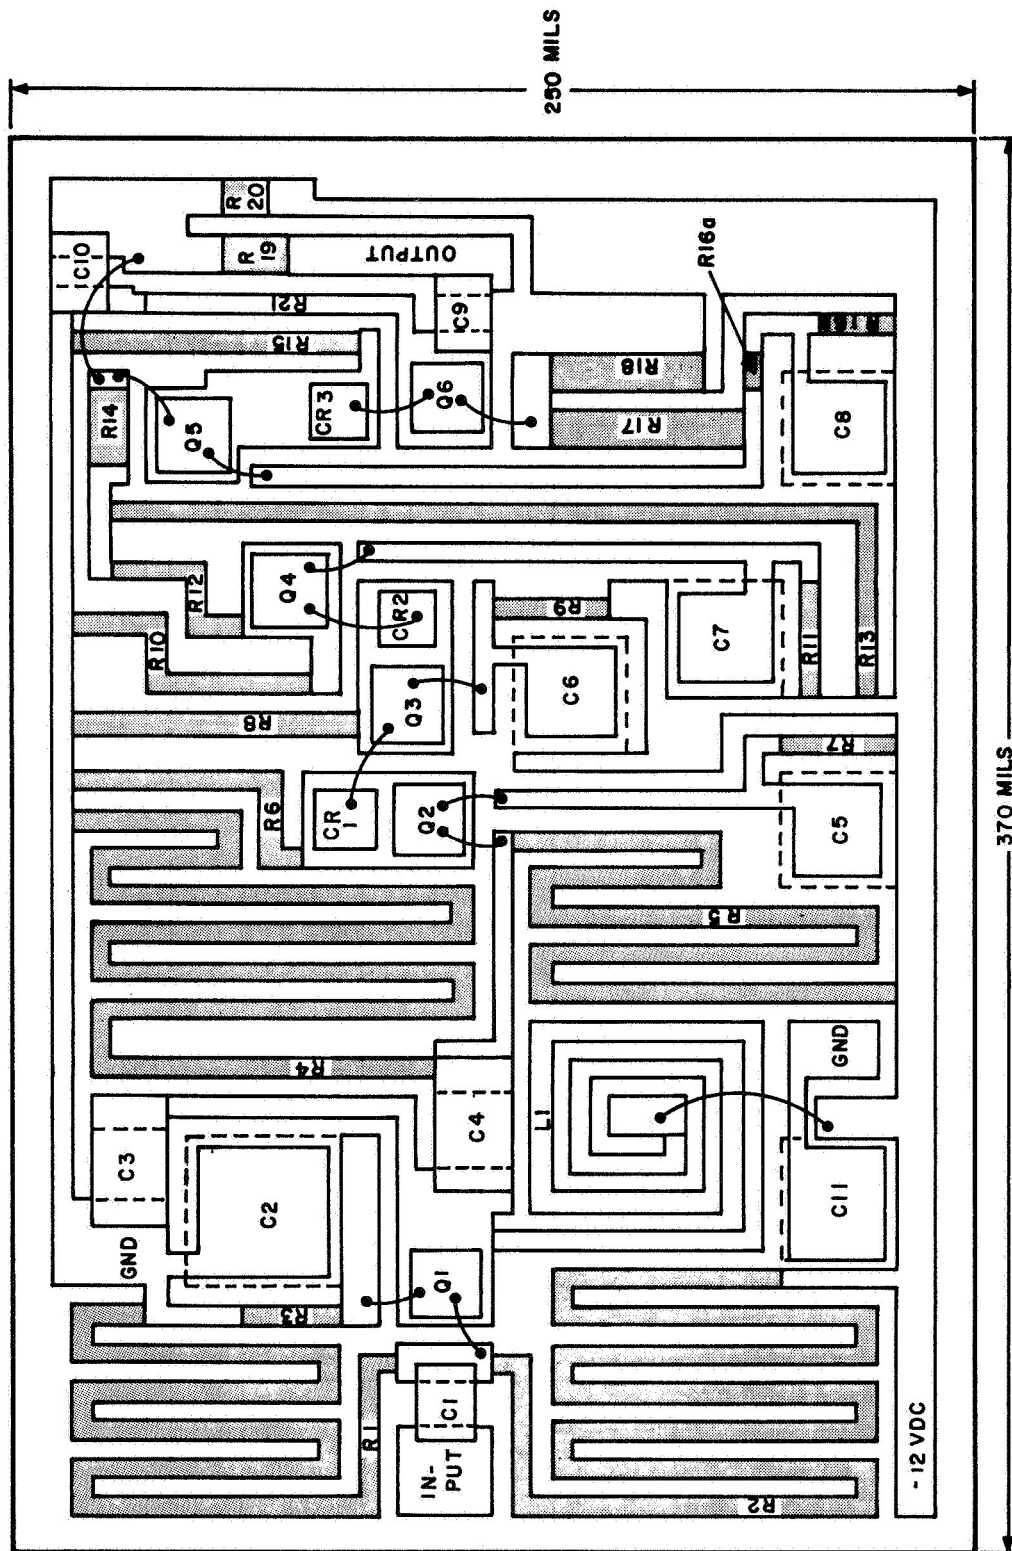 250 MILS
370 MILS
C10
R
20
R
19
OUTPUT
R21
C9
R15
R14
Q5
CR3
Q6
R18
R17
R16a
C8
R12
Q4
R10
CR2
R9
C7
R11
R13
R8
Q3
C6
R7
R6
CR
1
Q2
C5
R5
R4
C3
C4
L1
GND
C2
GND
C11
R3
Q1
R1
C1
IN-
PUT
R2
-12 VDC